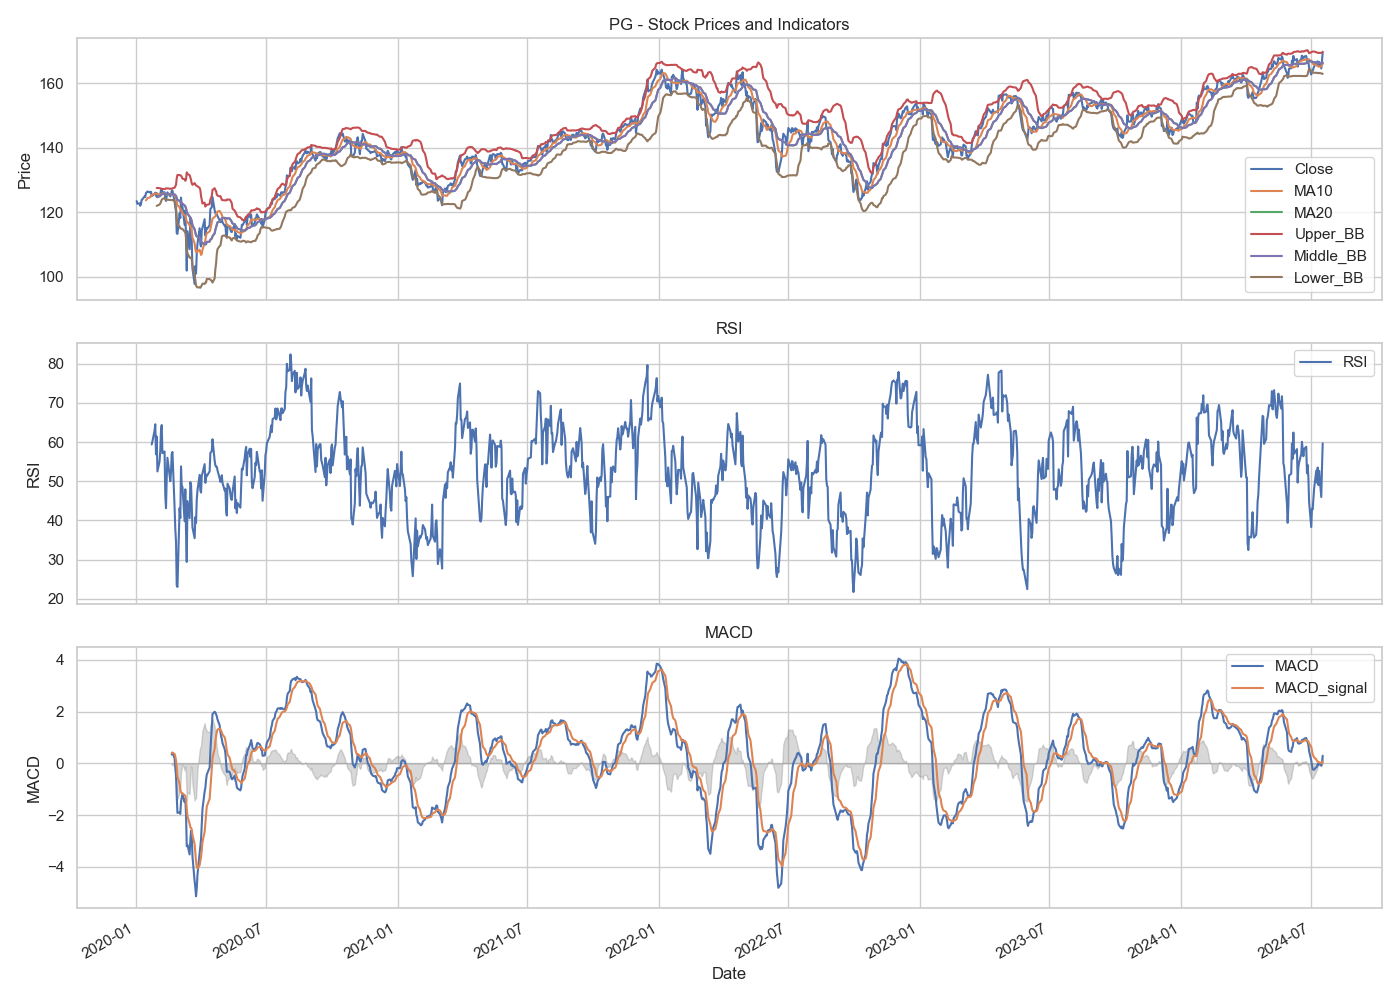 PG - Stock Prices and Indicators
Price
160
140
120
100
Close
MA10
MA20
Upper_BB
Middle_BB
Lower_BB
RSI
RSI
80
70
60
50
40
30
20
RSI
MACD
MACD
4
2
0
−2
−4
MACD
MACD_signal
2020-01
2020-07
2021-01
2021-07
2022-01
2022-07
2023-01
2023-07
2024-01
2024-07
Date